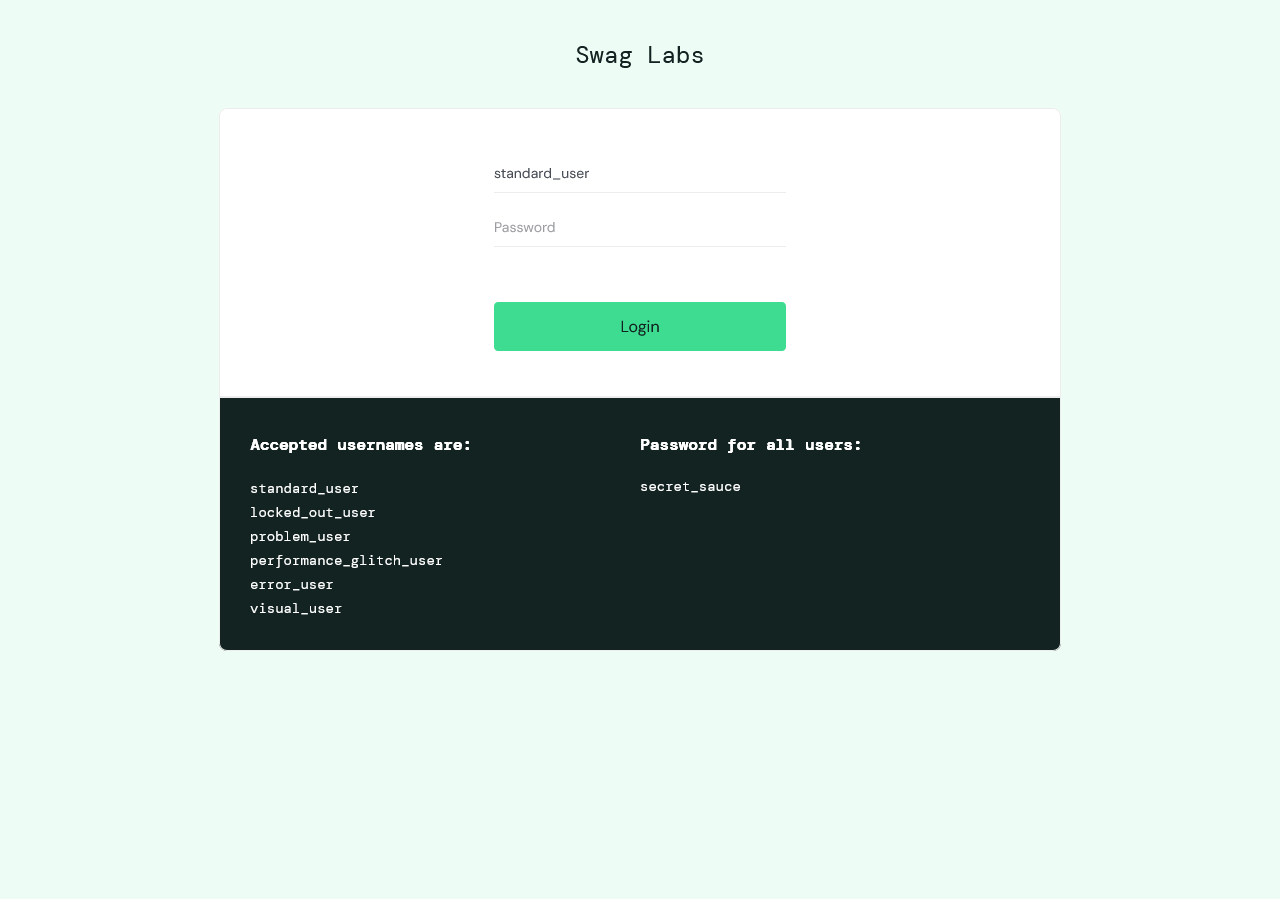 Swag Labs
standard_user
Password
Login
Accepted usernames are:
standard_user
locked_out_user
problem_user
performance_glitch_user
error_user
visual_user
Password for all users:
secret_sauce